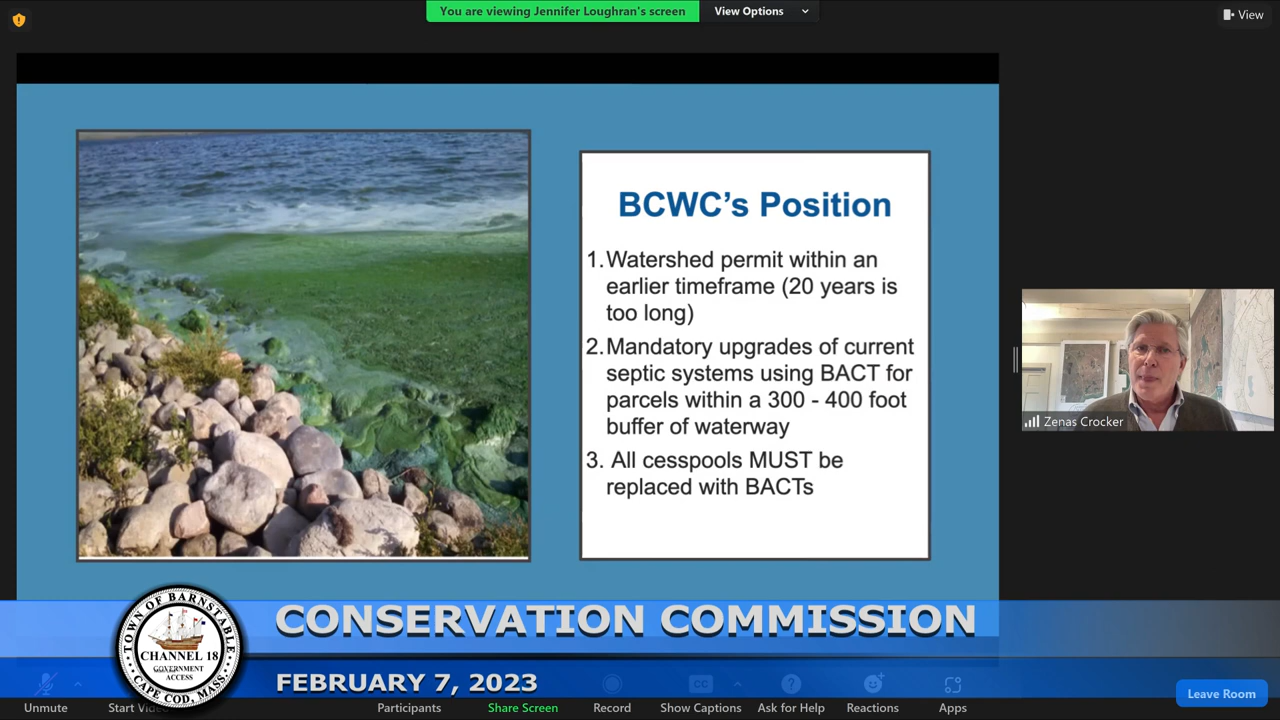 You are viewing Jennifer Loughran's screen
View Options
View
BCWC's Position
1.Watershed permit within an
earlier timeframe (20 years is
too long)
2.Mandatory upgrades of current
septic systems using BACT for
parcels within a 300 - 400 foot
buffer of waterway
3. All cesspools MUST be
replaced with BACTs
Zenas Crocker
TOWN OF BARNSTABLE
CHANNEL 18
GOVERNMENT
ACCESS
CAPE COD, MASS.
CONSERVATION COMMISSION
FEBRUARY 7, 2023
CC
Unmute
Start
Participants
Share Screen
Record
Show Captions
Ask for Help
Reactions
Apps
Leave Room